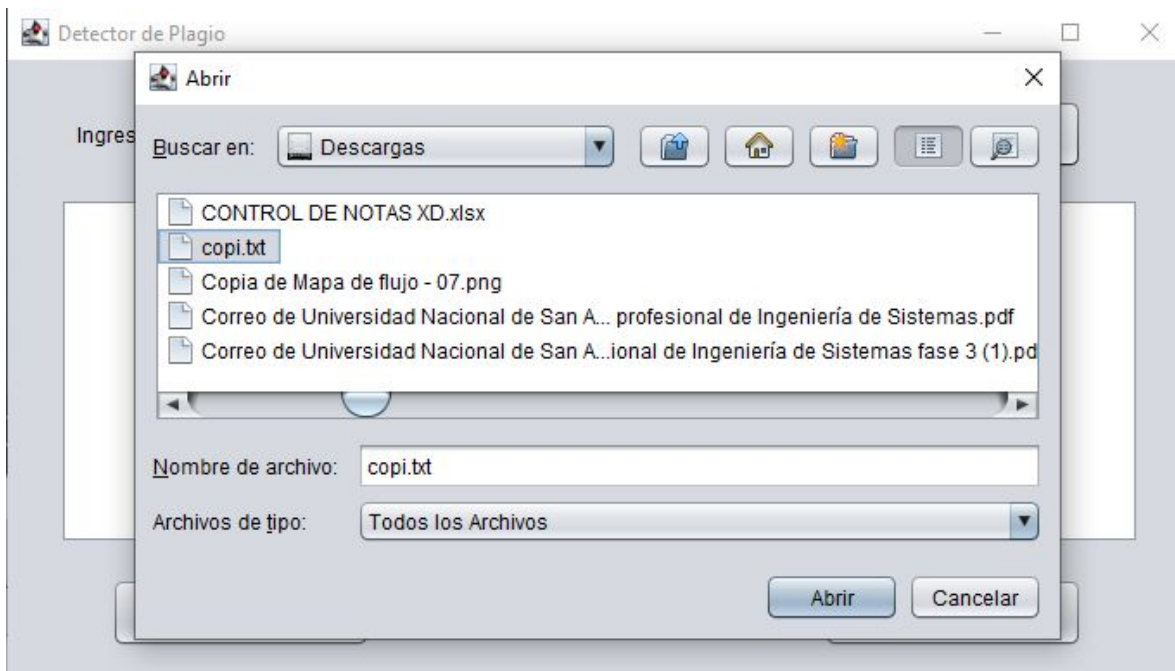 Detector de Plagio
Abrir
Ingres
Buscar en: Descargas
CONTROL DE NOTAS XD.xlsx
copi.txt
Copia de Mapa de flujo - 07.png
Correo de Universidad Nacional de San A... profesional de Ingeniería de Sistemas.pdf
Correo de Universidad Nacional de San A...ional de Ingeniería de Sistemas fase 3 (1).pd
Nombre de archivo: copi.txt
Archivos de tipo: Todos los Archivos
Abrir Cancelar